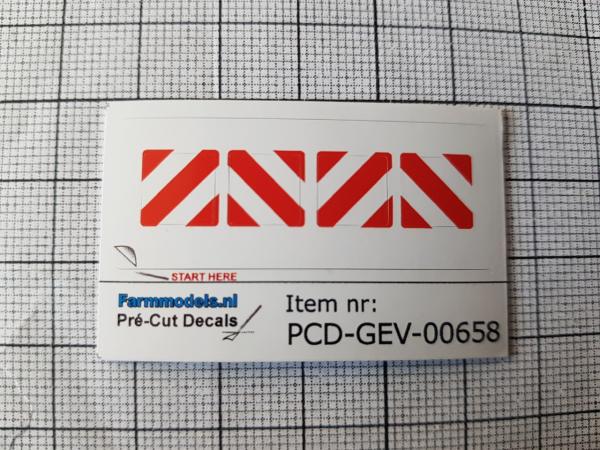 START HERE
Farmmodels.nl
Pré-Cut Decals
Item nr:
PCD-GEV-00658